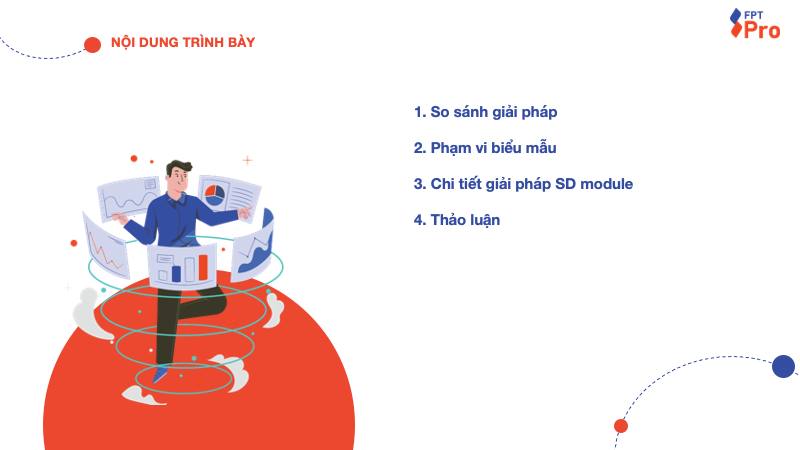 NỘI DUNG TRÌNH BÀY
FPT
Pro
1. So sánh giải pháp
2. Phạm vi biểu mẫu
3. Chi tiết giải pháp SD module
4. Thảo luận